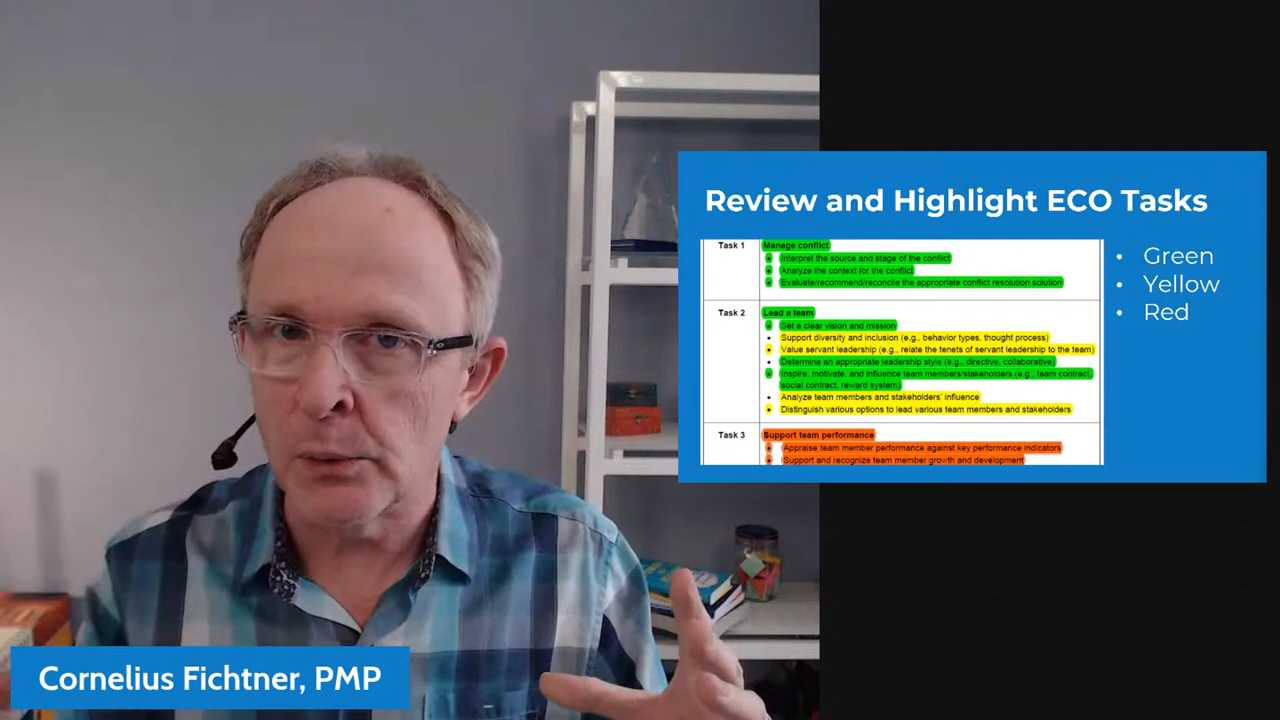 Review and Highlight ECO Tasks
Task 1
Manage conflict
• Interpret the source and stage of the conflict
• Analyze the context for the conflict
• Evaluate/recommend/reconcile the appropriate conflict resolution solution
Task 2
Lead a team
• Set a clear vision and mission
• Support diversity and inclusion (e.g., behavior types, thought process)
• Value servant leadership (e.g., relate the tenets of servant leadership to the team)
• Determine an appropriate leadership style (e.g., directive, collaborative)
• Inspire, motivate, and influence team members/stakeholders (e.g., team contract,
social contract, reward system)
• Analyze team members and stakeholders' influence
• Distinguish various options to lead various team members and stakeholders
Task 3
Support team performance
• Appraise team member performance against key performance indicators
• Support and recognize team member growth and development
• Green
• Yellow
• Red
Cornelius Fichtner, PMP